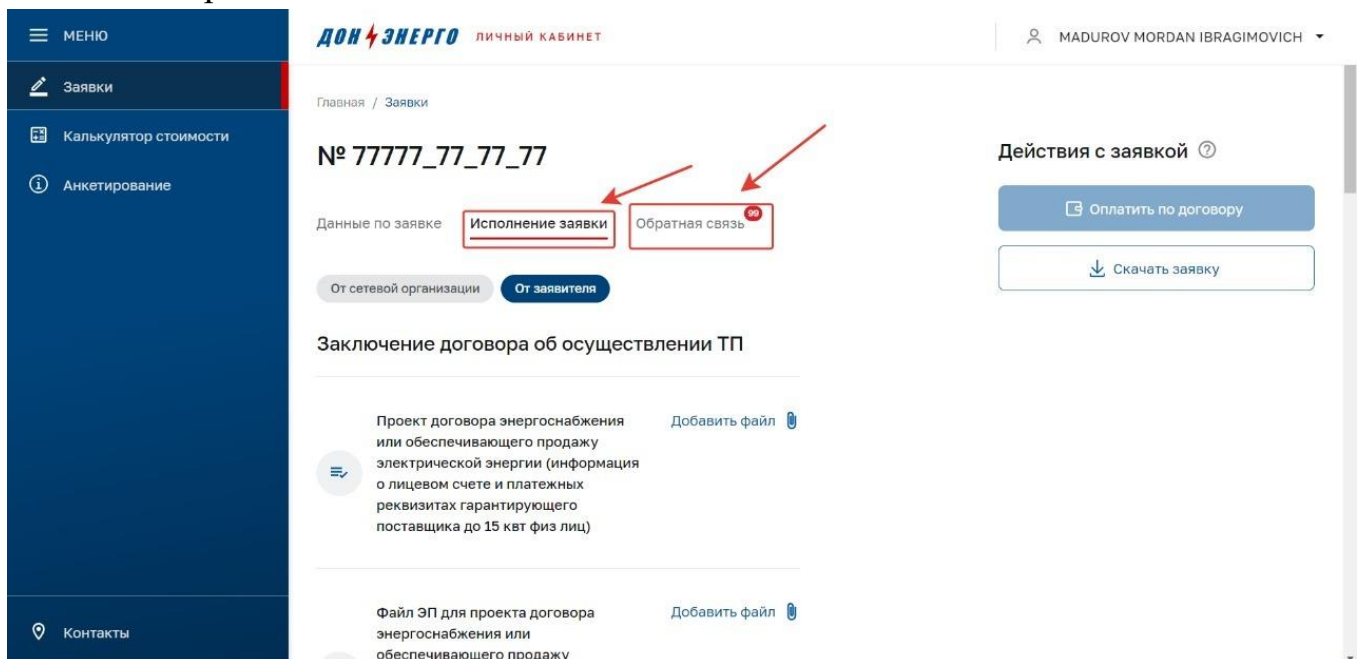 МЕНЮ
ДОН ЭНЕРГО ЛИЧНЫЙ КАБИНЕТ
MADUROV MORDAN IBRAGIMOVICH
Заявки
Калькулятор стоимости
Анкетирование
Контакты
Главная / Заявки
№ 77777_77_77_77
Данные по заявке
Исполнение заявки
Обратная связь
99
От сетевой организации
От заявителя
Заключение договора об осуществлении ТП
Проект договора энергоснабжения
или обеспечивающего продажу
электрической энергии (информация
о лицевом счете и платежных
реквизитах гарантирующего
поставщика до 15 квт физ лиц)
Добавить файл
Файл ЭП для проекта договора
энергоснабжения или
обеспечивающего продажу
Добавить файл
Действия с заявкой ?
Оплатить по договору
Скачать заявку